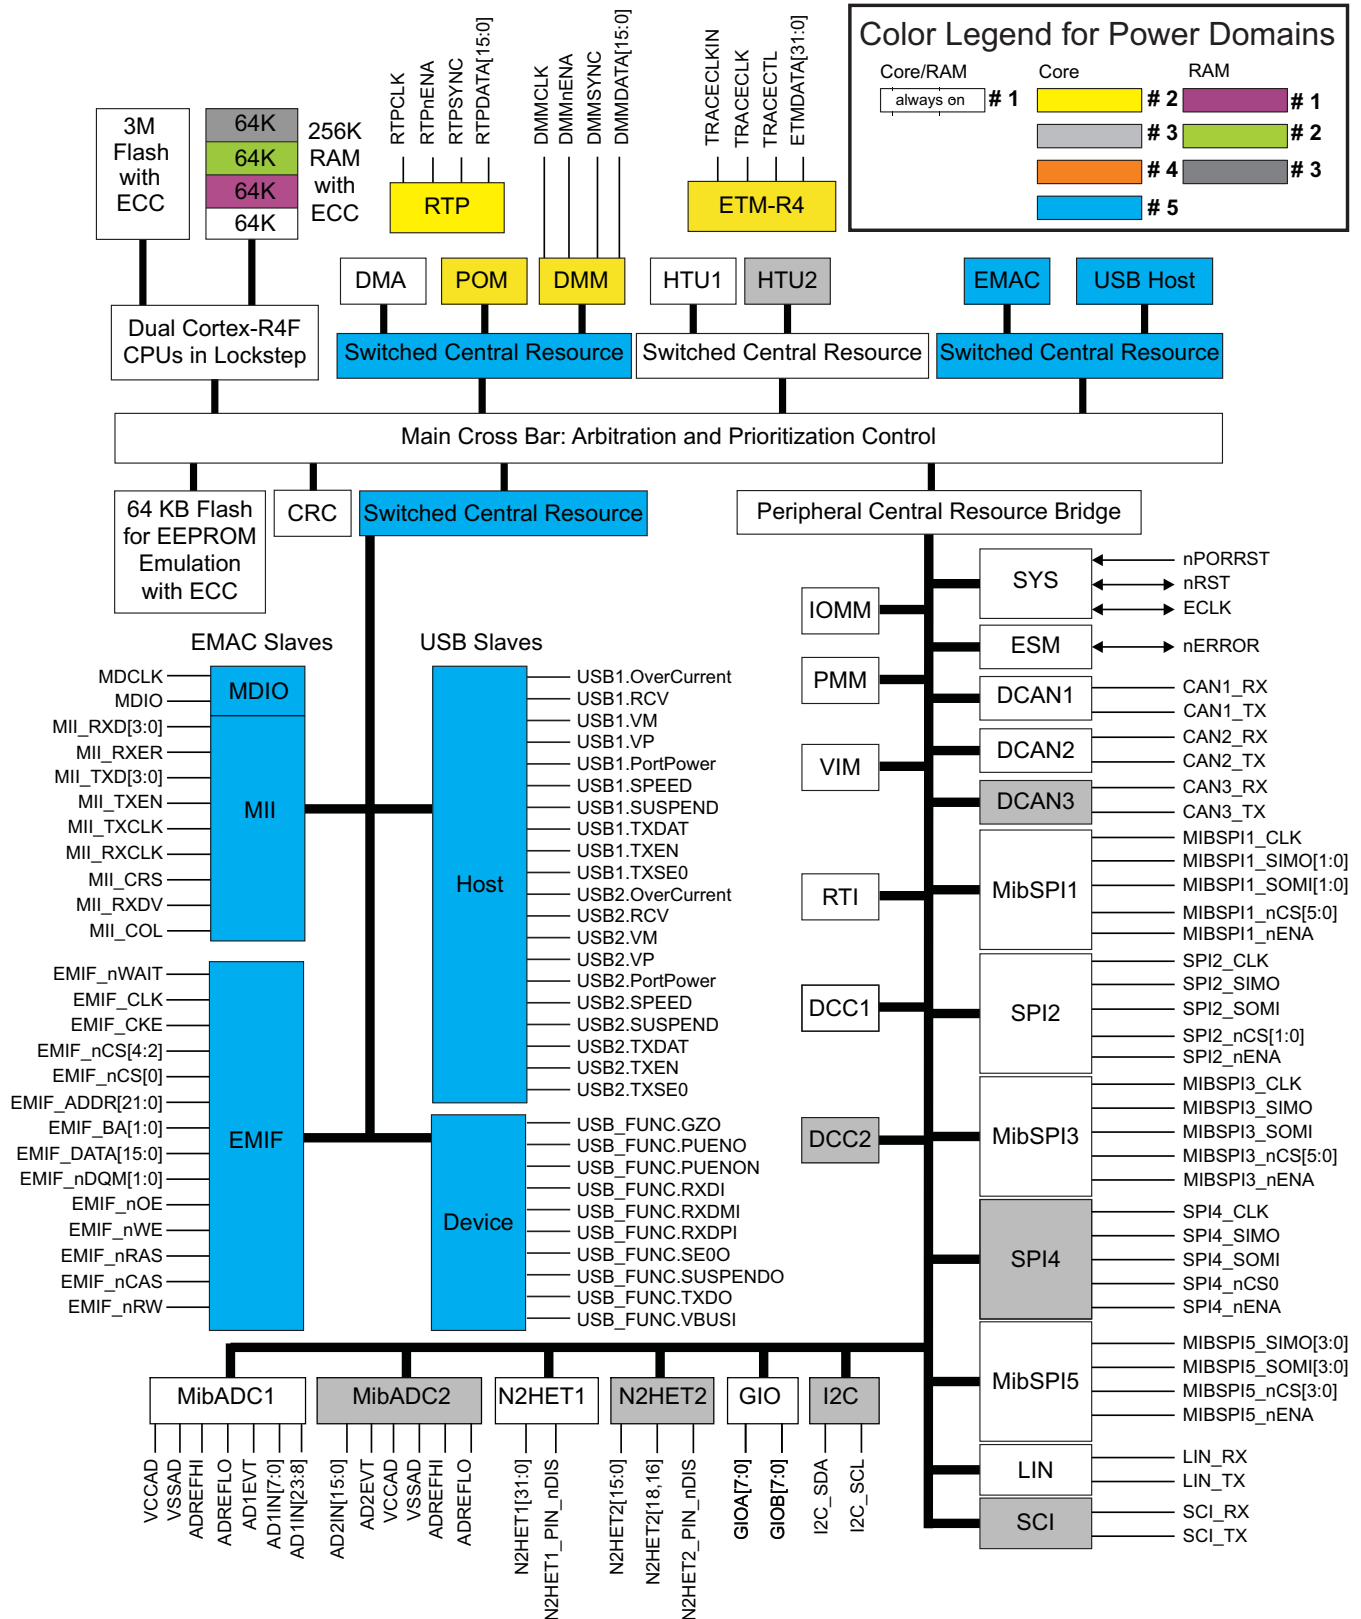 Color Legend for Power Domains
Core/RAM
Core
RAM
always on
# 1
# 2
# 1
# 3
# 2
# 4
# 3
# 5
3M
Flash
with
ECC
64K
64K
64K
64K
256K
RAM
with
ECC
RTPCLK
RTPnENA
RTPSYNC
RTPDATA[15:0]
RTP
DMMCLK
DMMnENA
DMMSYNC
DMMDATA[15:0]
TRACECLKIN
TRACECLK
TRACECTL
ETMDATA[31:0]
ETM-R4
DMA
POM
DMM
HTU1
HTU2
EMAC
USB Host
Dual Cortex-R4F
CPUs in Lockstep
Switched Central Resource
Switched Central Resource
Switched Central Resource
Main Cross Bar: Arbitration and Prioritization Control
64 KB Flash
for EEPROM
Emulation
with ECC
CRC
Switched Central Resource
Peripheral Central Resource Bridge
EMAC Slaves
USB Slaves
MDCLK
MDIO
MII_RXD[3:0]
MII_RXER
MII_TXD[3:0]
MII_TXEN
MII_TXCLK
MII_RXCLK
MII_CRS
MII_RXDV
MII_COL
MDIO
MII
EMIF_nWAIT
EMIF_CLK
EMIF_CKE
EMIF_nCS[4:2]
EMIF_nCS[0]
EMIF_ADDR[21:0]
EMIF_BA[1:0]
EMIF_DATA[15:0]
EMIF_nDQM[1:0]
EMIF_nOE
EMIF_nWE
EMIF_nRAS
EMIF_nCAS
EMIF_nRW
EMIF
Host
USB1.OverCurrent
USB1.RCV
USB1.VM
USB1.VP
USB1.PortPower
USB1.SPEED
USB1.SUSPEND
USB1.TXDAT
USB1.TXEN
USB1.TXSE0
USB2.OverCurrent
USB2.RCV
USB2.VM
USB2.VP
USB2.PortPower
USB2.SPEED
USB2.SUSPEND
USB2.TXDAT
USB2.TXEN
USB2.TXSE0
Device
USB_FUNC.GZO
USB_FUNC.PUENO
USB_FUNC.PUENON
USB_FUNC.RXDI
USB_FUNC.RXDMI
USB_FUNC.RXDPI
USB_FUNC.SE0O
USB_FUNC.SUSPENDO
USB_FUNC.TXDO
USB_FUNC.VBUSI
IOMM
PMM
VIM
RTI
DCC1
DCC2
SYS
nPORRST
nRST
ECLK
ESM
nERROR
DCAN1
CAN1_RX
CAN1_TX
DCAN2
CAN2_RX
CAN2_TX
DCAN3
CAN3_RX
CAN3_TX
MibSPI1
MIBSPI1_CLK
MIBSPI1_SIMO[1:0]
MIBSPI1_SOMI[1:0]
MIBSPI1_nCS[5:0]
MIBSPI1_nENA
SPI2
SPI2_CLK
SPI2_SIMO
SPI2_SOMI
SPI2_nCS[1:0]
SPI2_nENA
MibSPI3
MIBSPI3_CLK
MIBSPI3_SIMO
MIBSPI3_SOMI
MIBSPI3_nCS[5:0]
MIBSPI3_nENA
SPI4
SPI4_CLK
SPI4_SIMO
SPI4_SOMI
SPI4_nCS0
SPI4_nENA
MibSPI5
MIBSPI5_SIMO[3:0]
MIBSPI5_SOMI[3:0]
MIBSPI5_nCS[3:0]
MIBSPI5_nENA
LIN
LIN_RX
LIN_TX
SCI
SCI_RX
SCI_TX
MibADC1
VCCAD
VSSAD
ADREFHI
ADREFLO
AD1EVT
AD1IN[7:0]
AD1IN[23:8]
MibADC2
AD2IN[15:0]
AD2EVT
VCCAD
VSSAD
ADREFHI
ADREFLO
N2HET1
N2HET1[31:0]
N2HET1_PIN_nDIS
N2HET2
N2HET2[15:0]
N2HET2[18,16]
N2HET2_PIN_nDIS
GIO
GIOA[7:0]
GIOB[7:0]
I2C
I2C_SDA
I2C_SCL